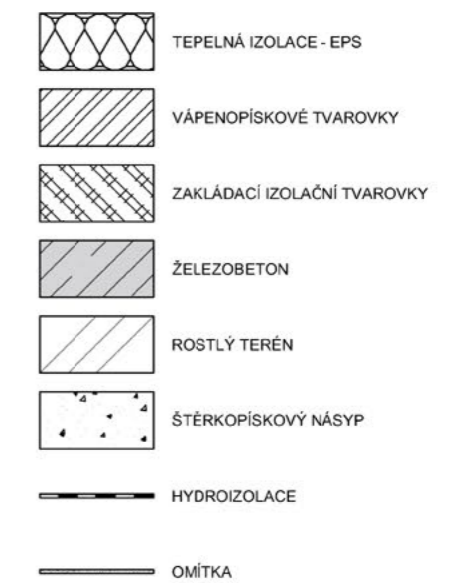 TEPELNÁ IZOLACE - EPS
VÁPENOPÍSKOVÉ TVAROVKY
ZAKLÁDACÍ IZOLAČNÍ TVAROVKY
ŽELEZOBETON
ROSTLÝ TERÉN
ŠTĚRKOPÍSKOVÝ NÁSYP
HYDROIZOLACE
OMÍTKA